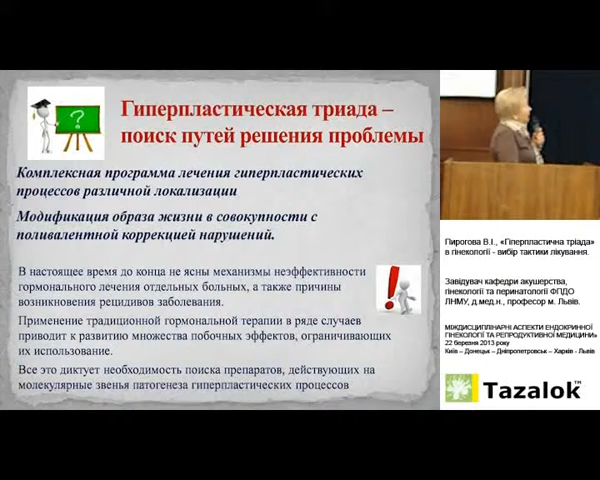 Гиперпластическая триада –
поиск путей решения проблемы
Комплексная программа лечения гиперпластических
процессов различной локализации
Модификация образа жизни в совокупности с
поливалентной коррекцией нарушений.
В настоящее время до конца не ясны механизмы неэффективности
гормонального лечения отдельных больных, а также причины
возникновения рецидивов заболевания.
Применение традиционной гормональной терапии в ряде случаев
приводит к развитию множества побочных эффектов, ограничивающих
их использование.
Все это диктует необходимость поиска препаратов, действующих на
молекулярные звенья патогенеза гиперпластических процессов
?
Пирогова В.І., «Гіперпластична тріада»
в гінекології - вибір тактики лікування.
Завідувач кафедри акушерства,
гінекології та перинатології ФПДО
ЛНМУ, д.мед.н., професор м. Львів.
МІЖДИСЦИПЛІНАРНІ АСПЕКТИ ЕНДОКРИННОЇ
ГІНЕКОЛОГІЇ ТА РЕПРОДУКТИВНОЇ МЕДИЦИНИ»
22 березня 2013 року
Київ – Донецьк – Дніпропетровськ – Харків - Львів
Tazalok™